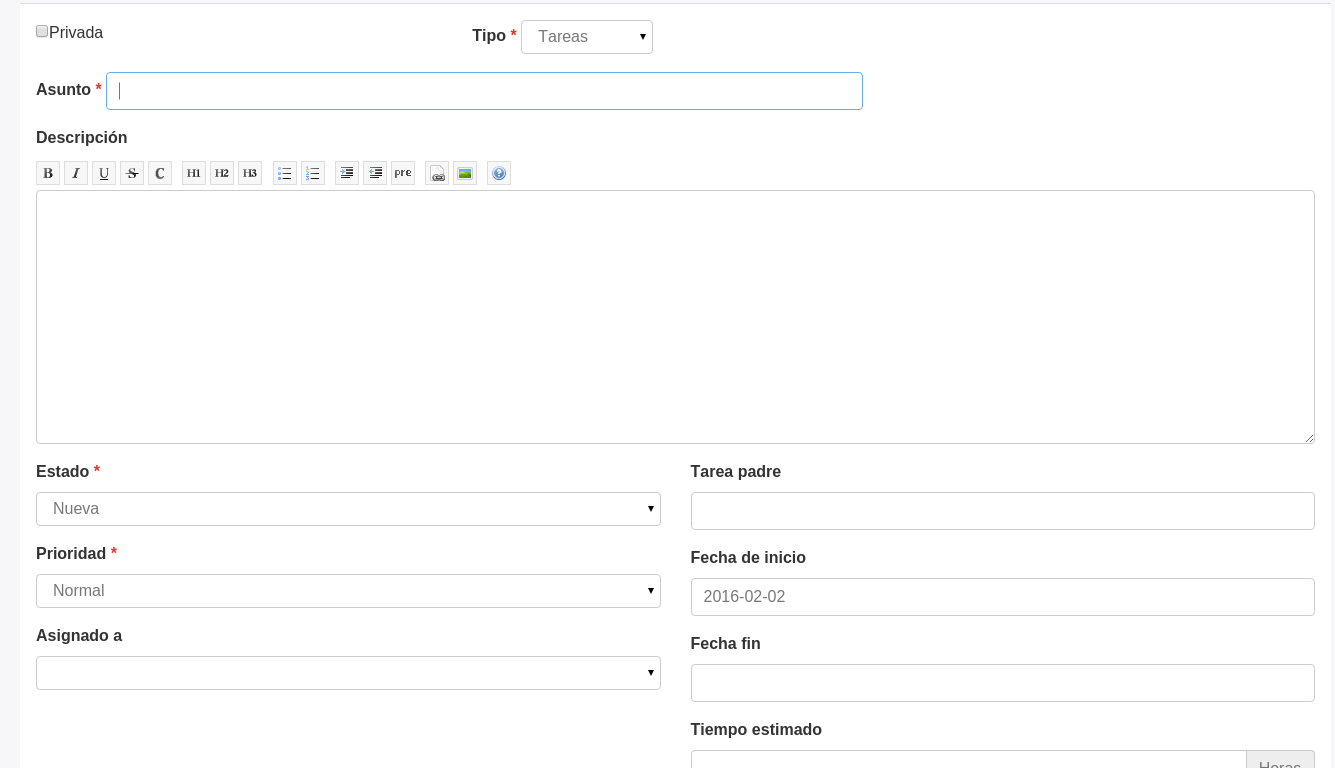 Privada
Tipo * Tareas
Asunto *
Descripción
B I U S C H1 H2 H3 pre ?
Estado *
Nueva
Prioridad *
Normal
Asignado a
Tarea padre
Fecha de inicio
2016-02-02
Fecha fin
Tiempo estimado
Horas